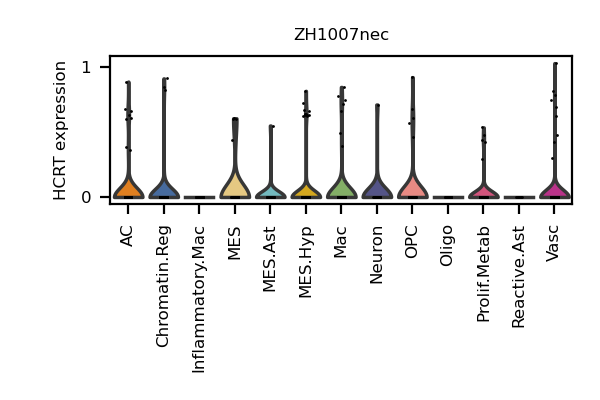 ZH1007nec
HCRT expression
1
0
AC
Chromatin.Reg
Inflammatory.Mac
MES
MES.Ast
MES.Hyp
Mac
Neuron
OPC
Oligo
Prolif.Metab
Reactive.Ast
Vasc